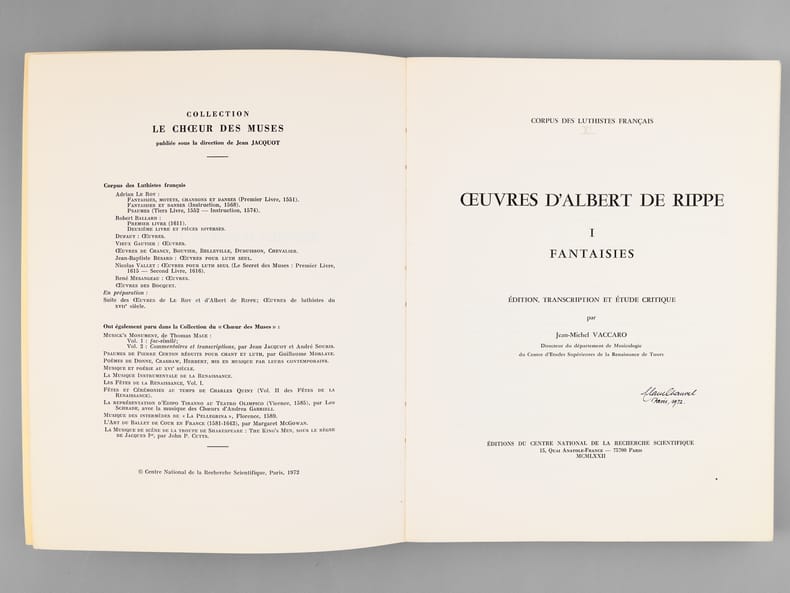 COLLECTION
LE CHŒUR DES MUSES
publiée sous la direction de Jean JACQUOT
Corpus des Luthistes français
Adrian LE ROY :
FANTAISIES, MOTETS, CHANSONS ET DANSES (Premier Livre, 1551).
FANTAISIES ET DANSES (Instruction, 1568).
PSAUMES (Tiers Livre, 1552 — Instruction, 1574).
Robert BALLARD :
PREMIER LIVRE (1611).
DEUXIÈME LIVRE ET PIÈCES DIVERSES.
DUFAUT : ŒUVRES.
VIEUX GAUTIER : ŒUVRES.
ŒUVRES DE CHANCY, BOUVIER, BELLEVILLE, DUBUISSON, CHEVALIER.
Jean-Baptiste BESARD : ŒUVRES POUR LUTH SEUL.
Nicolas VALLET : ŒUVRES POUR LUTH SEUL (Le Secret des Muses : Premier Livre,
1615 — Second Livre, 1616).
René MESANGEAU : ŒUVRES.
ŒUVRES DES BOCQUET.
En préparation :
Suite des ŒUVRES DE LE ROY et d'Albert DE RIPPE; ŒUVRES de luthistes du
XVIIe siècle.
Ont également paru dans la Collection du « Chœur des Muses » :
MUSICK'S MONUMENT, de Thomas MACE :
Vol. 1 : fac-similé;
Vol. 2 : Commentaires et transcriptions, par Jean JACQUOT et André SOURIS.
PSAUMES DE PIERRE CERTON RÉDUITS POUR CHANT ET LUTH, par Guillaume MORLAYE.
POÈMES DE DONNE, CRASHAW, HERBERT, MIS EN MUSIQUE PAR LEURS CONTEMPORAINS.
MUSIQUE ET POÉSIE AU XVIe SIÈCLE.
LA MUSIQUE INSTRUMENTALE DE LA RENAISSANCE.
LES FÊTES DE LA RENAISSANCE, Vol. I.
FÊTES ET CÉRÉMONIES AU TEMPS DE CHARLES QUINT (Vol. II des FÊTES DE LA
RENAISSANCE).
LA REPRÉSENTATION D'EDIPO TIRANNO AU TEATRO OLIMPICO (Vicence, 1585), par Leo
SCHRADE, avec la musique des Chœurs d'Andrea GABRIELI.
MUSIQUE DES INTERMÈDES DE « LA PELLEGRINA », Florence, 1589.
L'ART DU BALLET DE COUR EN FRANCE (1581-1643), par Margaret MCGOWAN.
LA MUSIQUE DE SCÈNE DE LA TROUPE DE SHAKESPEARE : THE KING'S MEN, SOUS LE RÈGNE
DE JACQUES Ier, par John P. CUTTS.
© Centre National de la Recherche Scientifique, Paris, 1972
CORPUS DES LUTHISTES FRANÇAIS
ŒUVRES D'ALBERT DE RIPPE
I
FANTAISIES
ÉDITION, TRANSCRIPTION ET ÉTUDE CRITIQUE
par
Jean-Michel VACCARO
Directeur du département de Musicologie
du Centre d'Etudes Supérieures de la Renaissance de Tours
Paris, 1972.
ÉDITIONS DU CENTRE NATIONAL DE LA RECHERCHE SCIENTIFIQUE
15, QUAI ANATOLE-FRANCE — 75700 PARIS
MCMLXXII